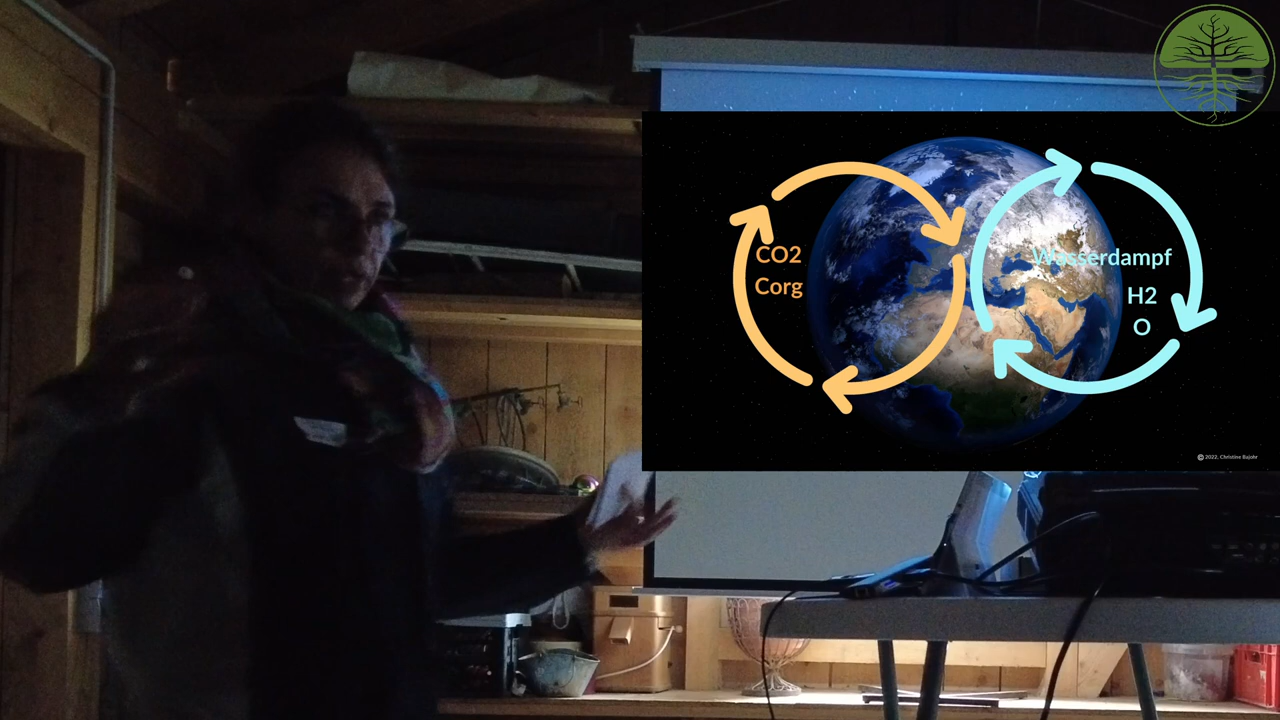 CO2
Corg
Wasserdampf
H2
O
© 2022, Christine Bajohr